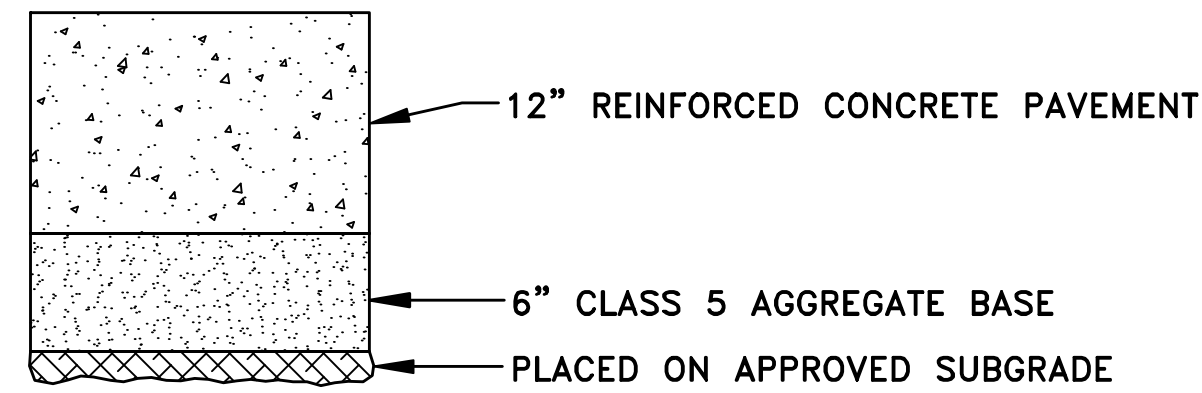 12” REINFORCED CONCRETE PAVEMENT
6” CLASS 5 AGGREGATE BASE
PLACED ON APPROVED SUBGRADE